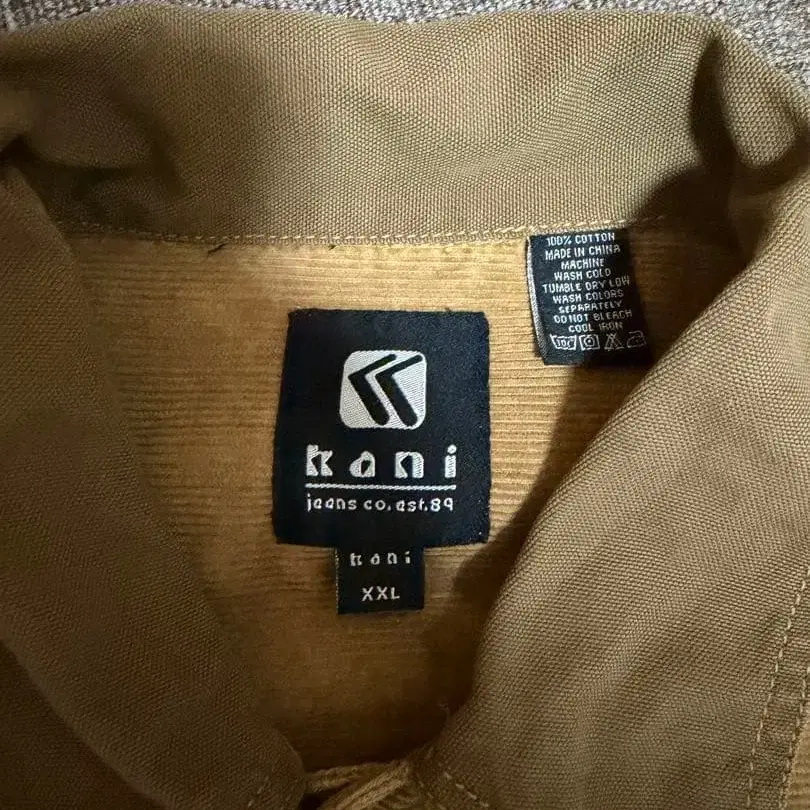 100% COTTON
MADE IN CHINA
MACHINE
WASH COLD
TUMBLE DRY LOW
WASH COLORS
SEPARATELY
DO NOT BLEACH
COOL IRON
kani
jeans co. est.89
kani
XXL